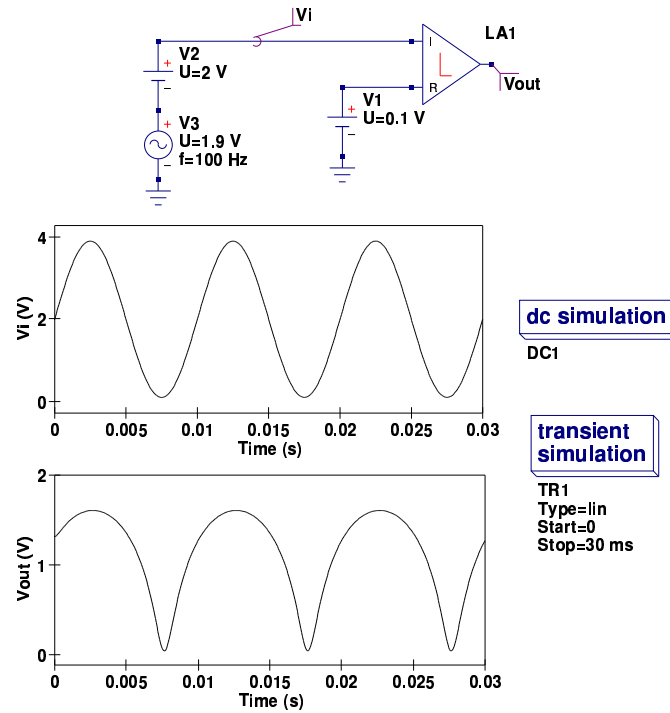 Vi
LA1
I
R
Vout
V2
+
U=2 V
−
V3
+
U=1.9 V
f=100 Hz
−
V1
+
U=0.1 V
−
4
2
0
Vi (V)
0 0.005 0.01 0.015 0.02 0.025 0.03
Time (s)
dc simulation
DC1
transient
simulation
TR1
Type=lin
Start=0
Stop=30 ms
2
1
0
Vout (V)
0 0.005 0.01 0.015 0.02 0.025 0.03
Time (s)